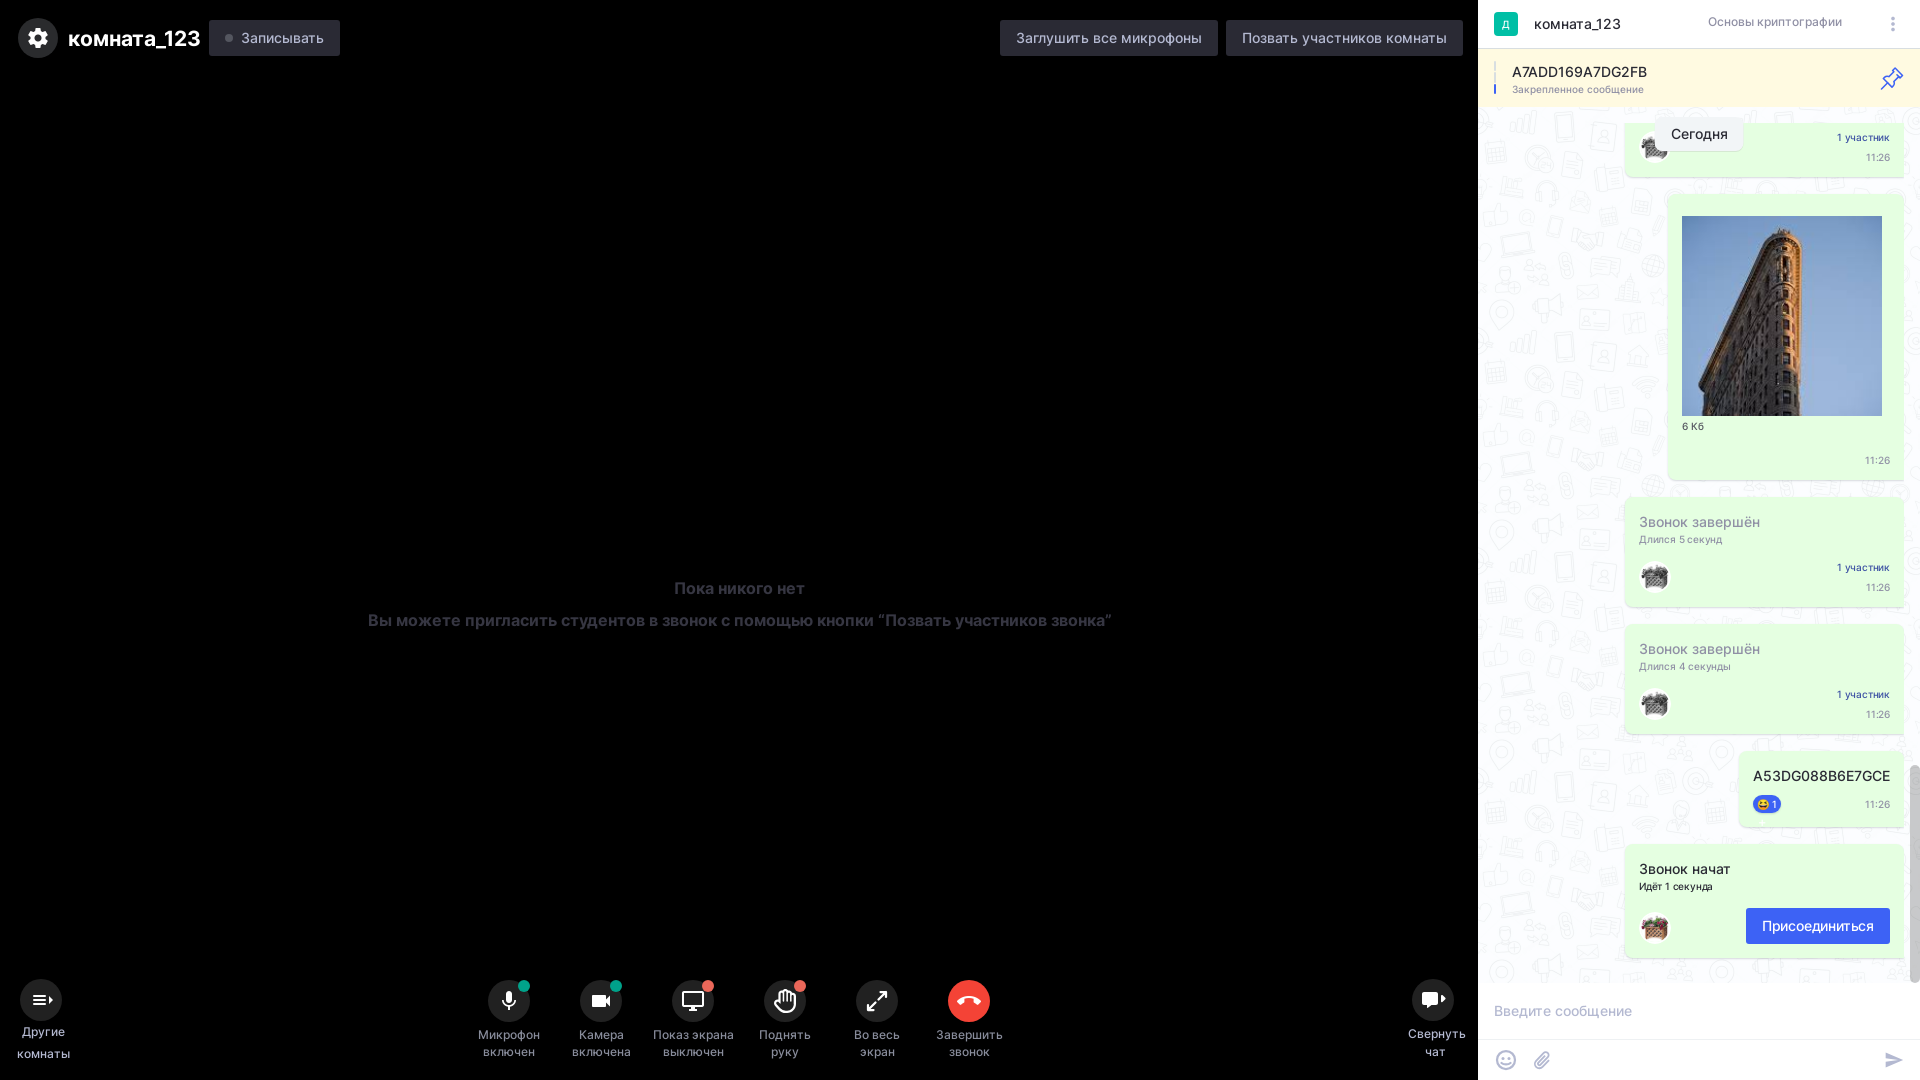 комната_123
Записывать
Заглушить все микрофоны
Позвать участников комнаты
Пока никого нет
Вы можете пригласить студентов в звонок с помощью кнопки “Позвать участников звонка”
Другие
комнаты
Микрофон
включен
Камера
включена
Показ экрана
выключен
Поднять
руку
Во весь
экран
Завершить
звонок
Свернуть
чат
Д
комната_123
Основы криптографии
A7ADD169A7DG2FB
Закрепленное сообщение
Сегодня
1 участник
11:26
6 Кб
11:26
Звонок завершён
Длился 5 секунд
1 участник
11:26
Звонок завершён
Длился 4 секунды
1 участник
11:26
A53DG088B6E7GCE
1
11:26
Звонок начат
Идёт 1 секунда
Присоединиться
Введите сообщение